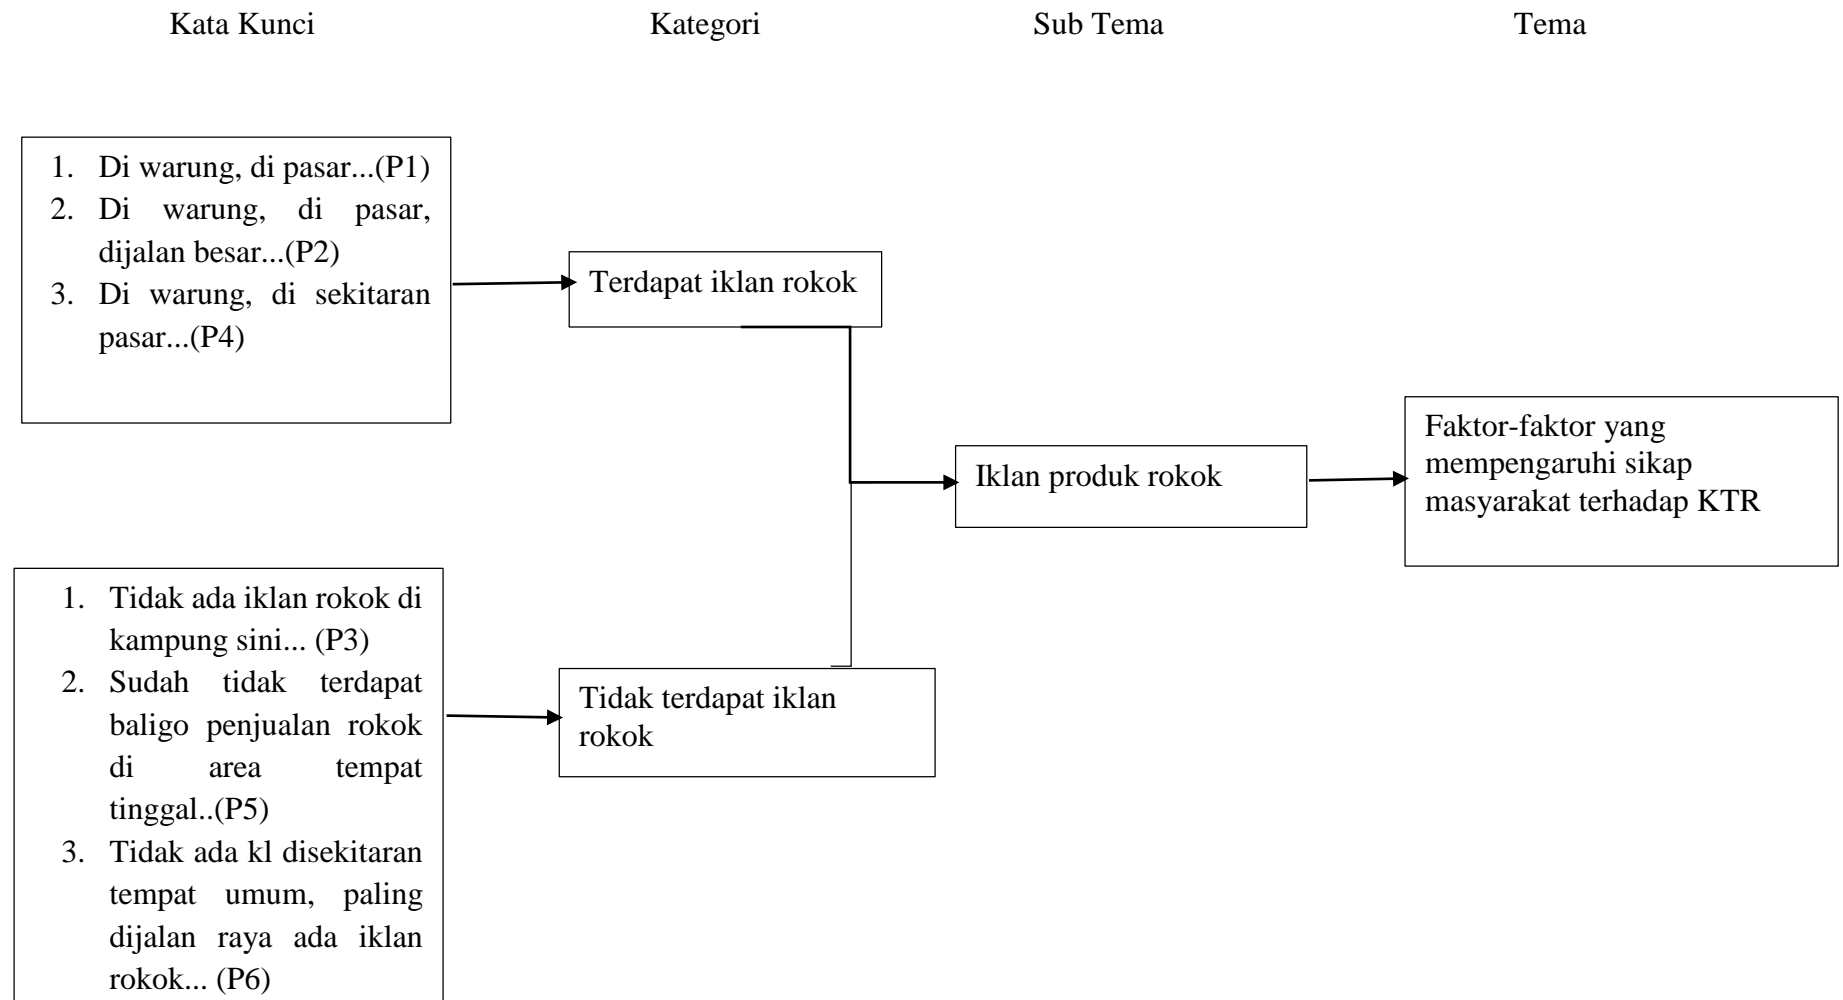 Kata Kunci Kategori Sub Tema Tema
1. Di warung, di pasar...(P1)
2. Di warung, di pasar,
dijalan besar...(P2)
3. Di warung, di sekitaran
pasar...(P4)
Terdapat iklan rokok
Iklan produk rokok
Faktor-faktor yang
mempengaruhi sikap
masyarakat terhadap KTR
1. Tidak ada iklan rokok di
kampung sini... (P3)
2. Sudah tidak terdapat
baligo penjualan rokok
di area tempat
tinggal..(P5)
3. Tidak ada kl disekitaran
tempat umum, paling
dijalan raya ada iklan
rokok... (P6)
Tidak terdapat iklan
rokok